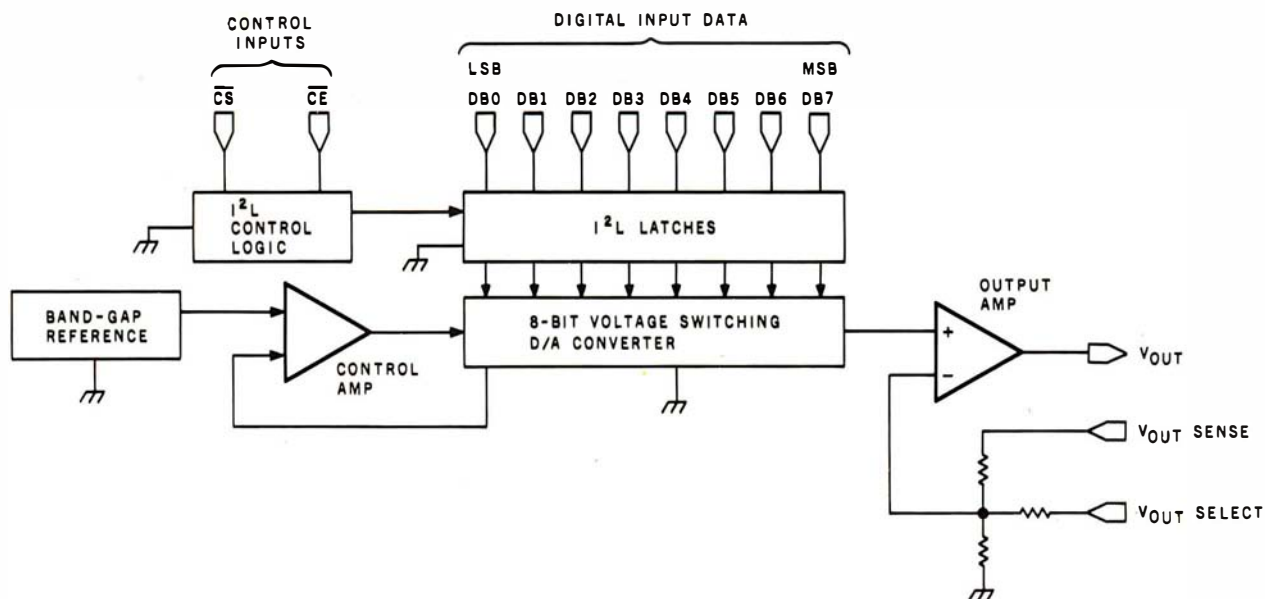 CONTROL
INPUTS
DIGITAL INPUT DATA
LSB
MSB
CS
CE
DB0
DB1
DB2
DB3
DB4
DB5
DB6
DB7
I²L
CONTROL
LOGIC
I²L LATCHES
BAND-GAP
REFERENCE
CONTROL
AMP
8-BIT VOLTAGE SWITCHING
D/A CONVERTER
OUTPUT
AMP
+
−
VOUT
VOUT SENSE
VOUT SELECT